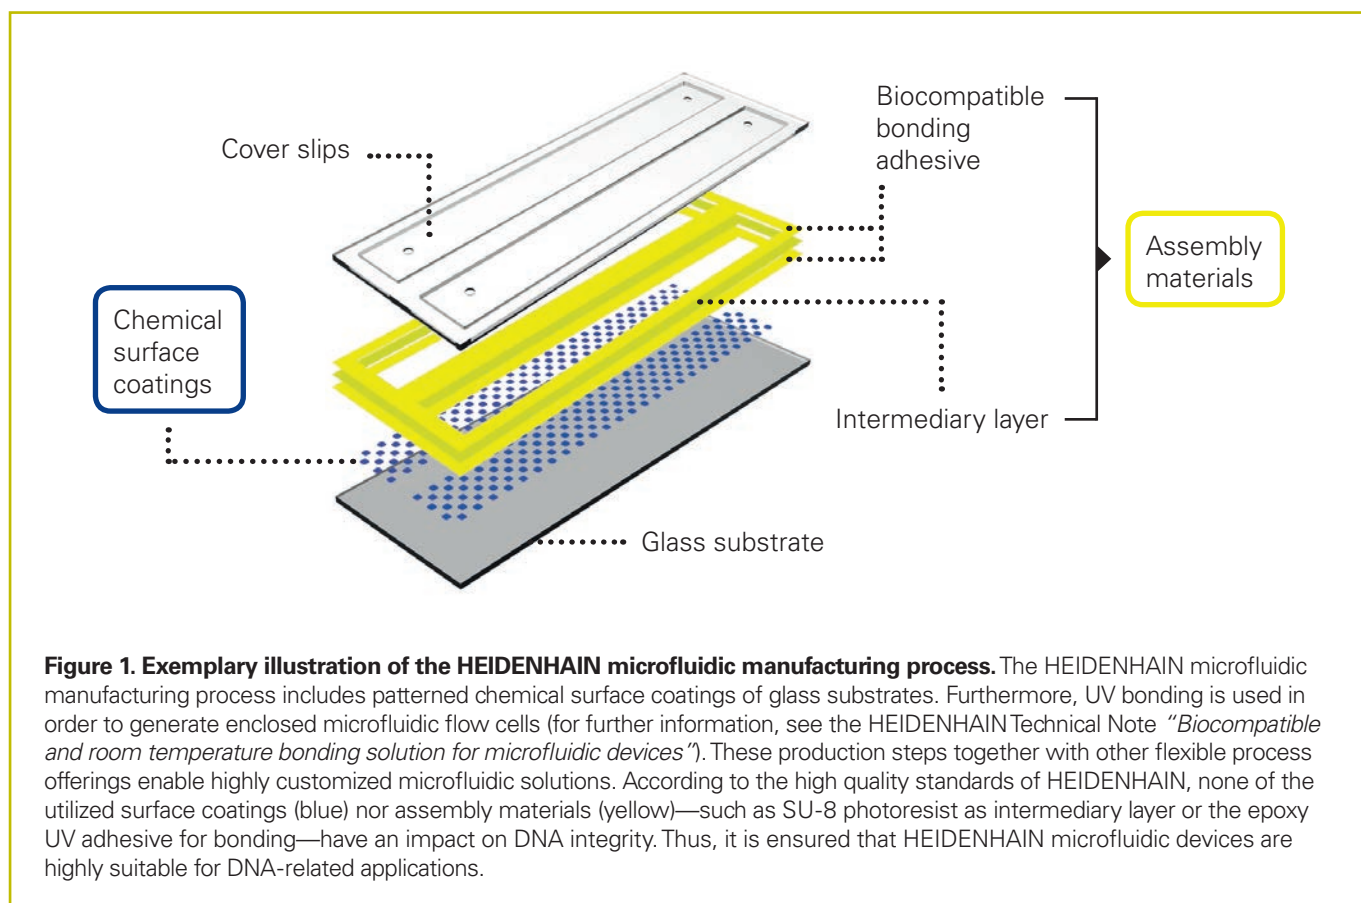 Cover slips
Biocompatible
bonding
adhesive
Assembly
materials
Chemical
surface
coatings
Intermediary layer
Glass substrate
Figure 1. Exemplary illustration of the HEIDENHAIN microfluidic manufacturing process. The HEIDENHAIN microfluidic
manufacturing process includes patterned chemical surface coatings of glass substrates. Furthermore, UV bonding is used in
order to generate enclosed microfluidic flow cells (for further information, see the HEIDENHAIN Technical Note “Biocompatible
and room temperature bonding solution for microfluidic devices”). These production steps together with other flexible process
offerings enable highly customized microfluidic solutions. According to the high quality standards of HEIDENHAIN, none of the
utilized surface coatings (blue) nor assembly materials (yellow)—such as SU-8 photoresist as intermediary layer or the epoxy
UV adhesive for bonding—have an impact on DNA integrity. Thus, it is ensured that HEIDENHAIN microfluidic devices are
highly suitable for DNA-related applications.